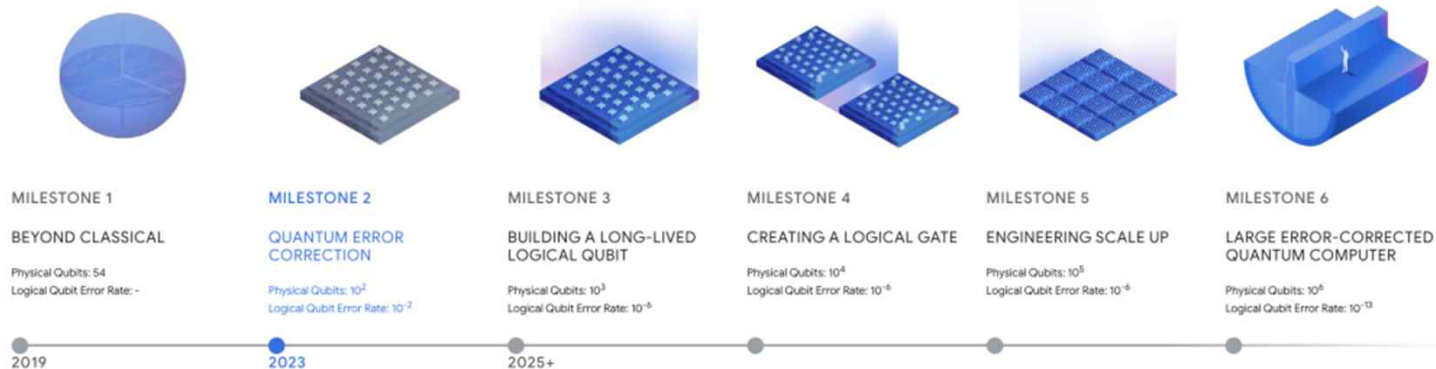 MILESTONE 1
BEYOND CLASSICAL
Physical Qubits: 54
Logical Qubit Error Rate: -
2019
MILESTONE 2
QUANTUM ERROR
CORRECTION
Physical Qubits: 10²
Logical Qubit Error Rate: 10⁻²
2023
MILESTONE 3
BUILDING A LONG-LIVED
LOGICAL QUBIT
Physical Qubits: 10³
Logical Qubit Error Rate: 10⁻⁶
2025+
MILESTONE 4
CREATING A LOGICAL GATE
Physical Qubits: 10⁴
Logical Qubit Error Rate: 10⁻⁶
MILESTONE 5
ENGINEERING SCALE UP
Physical Qubits: 10⁵
Logical Qubit Error Rate: 10⁻⁶
MILESTONE 6
LARGE ERROR-CORRECTED
QUANTUM COMPUTER
Physical Qubits: 10⁶
Logical Qubit Error Rate: 10⁻¹³